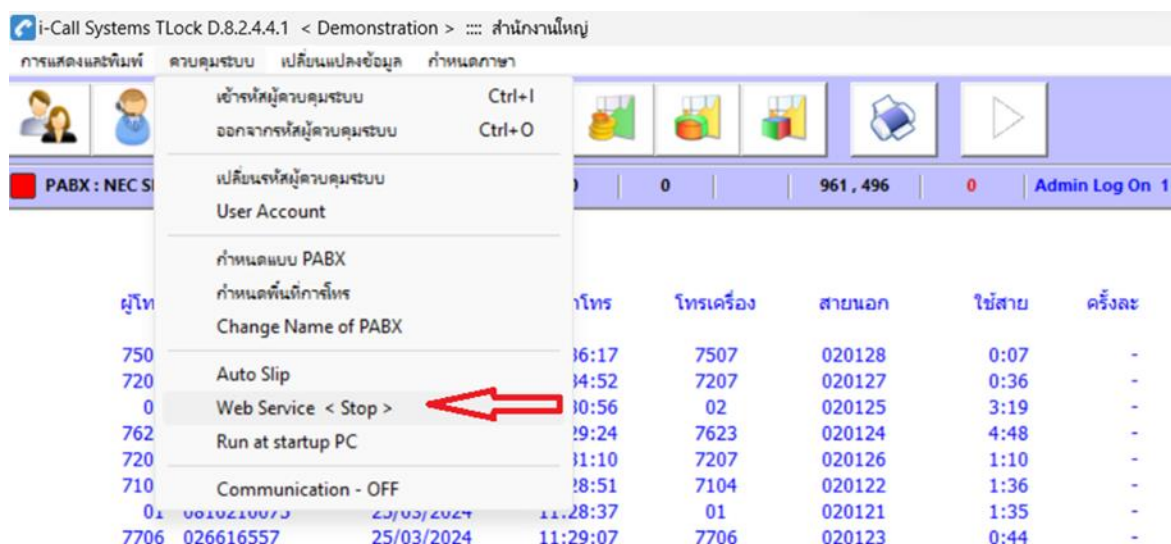 i-Call Systems TLock D.8.2.4.4.1 < Demonstration > :::: สำนักงานใหญ่
การแสดงและพิมพ์ ควบคุมระบบ เปลี่ยนแปลงข้อมูล กำหนดภาษา
เข้ารหัสผู้ควบคุมระบบ Ctrl+I
ออกจากรหัสผู้ควบคุมระบบ Ctrl+O
PABX : NEC 0 961 , 496 0 Admin Log On 1
เปลี่ยนรหัสผู้ควบคุมระบบ
User Account
กำหนดแบบ PABX
กำหนดพื้นที่การโทร
Change Name of PABX
Auto Slip
Web Service < Stop >
Run at startup PC
Communication - OFF
โทรเครื่อง สายนอก ใช้สาย ครั้งละ
750 36:17 7507 020128 0:07 -
720 34:52 7207 020127 0:36 -
0 30:56 02 020125 3:19 -
762 29:24 7623 020124 4:48 -
720 31:10 7207 020126 1:10 -
710 28:51 7104 020122 1:36 -
01 0816210075 25/03/2024 11:28:37 01 020121 1:35 -
7706 026616557 25/03/2024 11:29:07 7706 020123 0:44 -